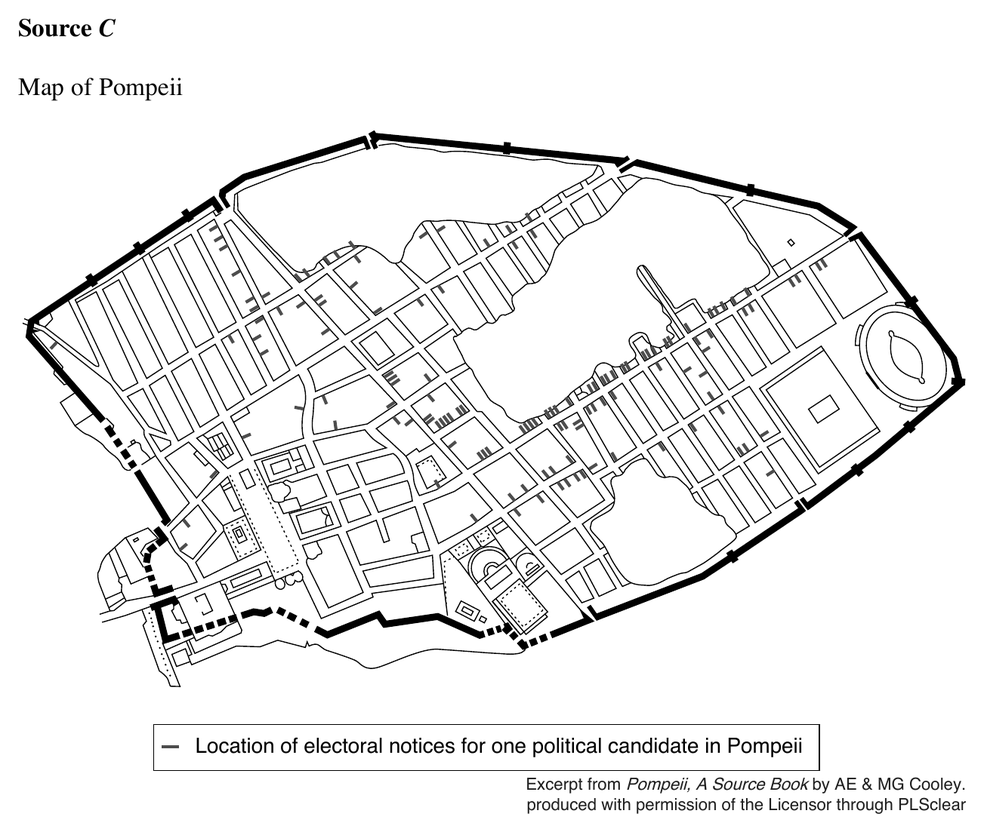 Source C
Map of Pompeii
Location of electoral notices for one political candidate in Pompeii
Excerpt from Pompeii, A Source Book by AE & MG Cooley.
produced with permission of the Licensor through PLSclear